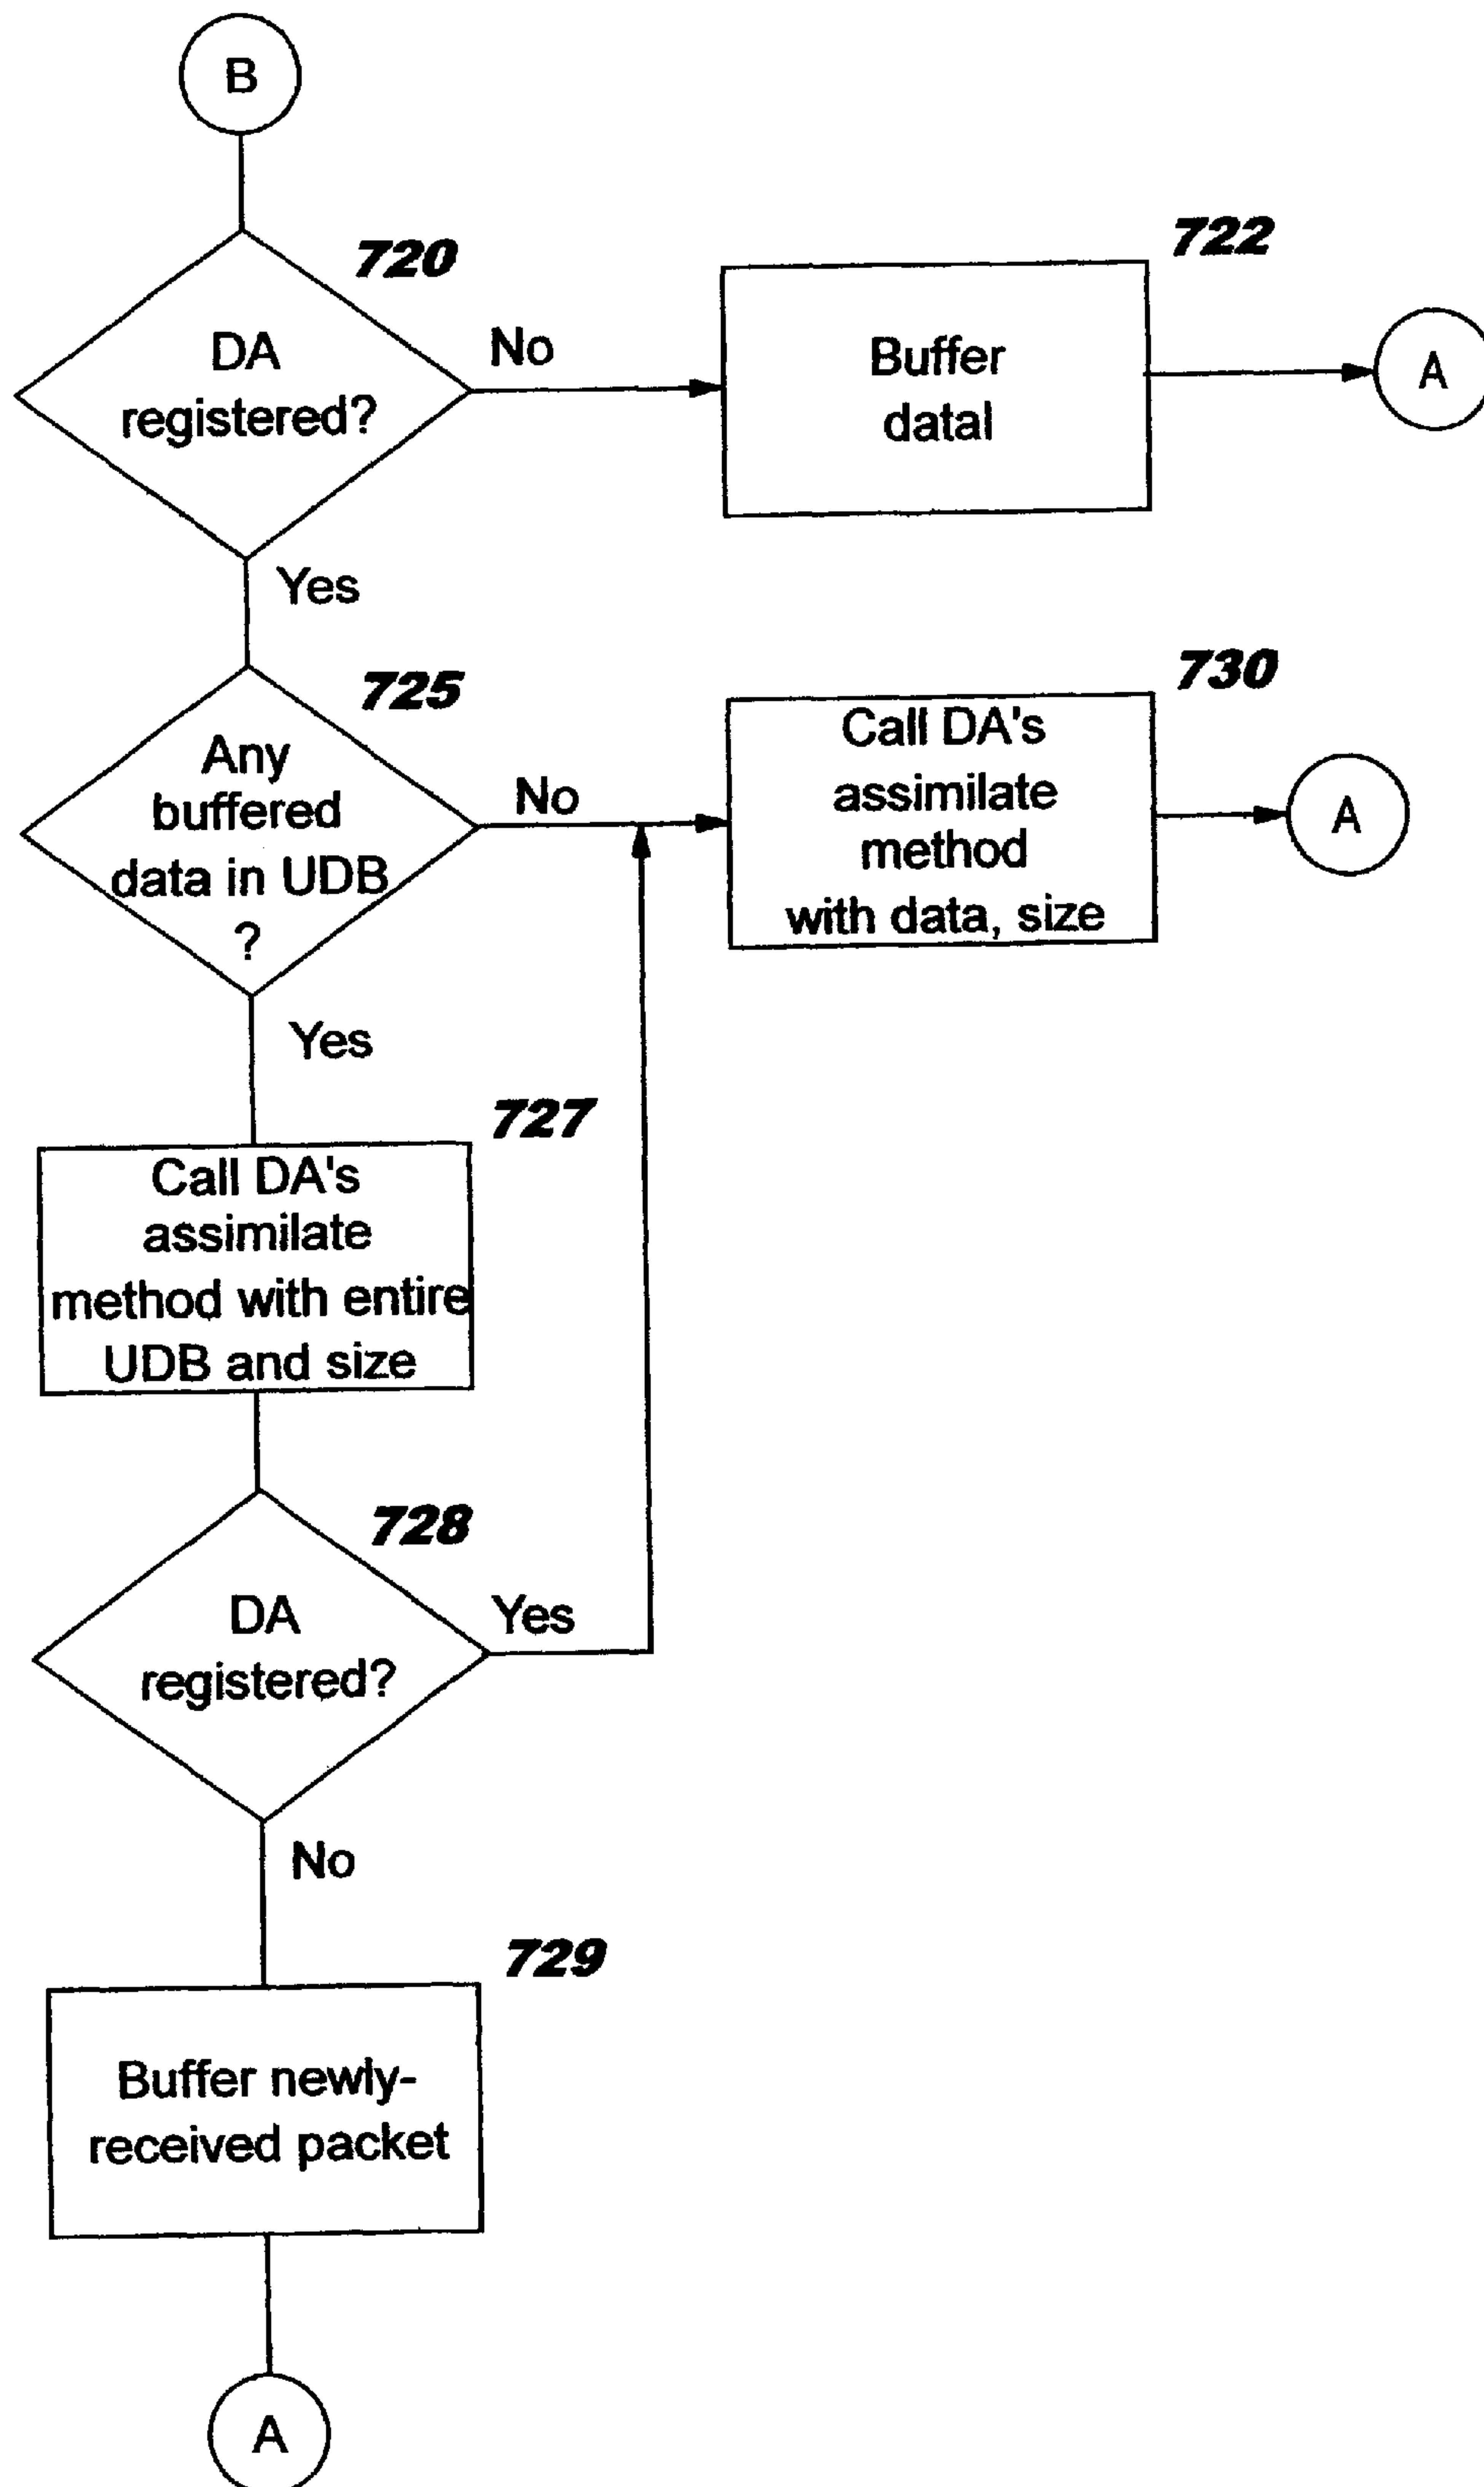 B
720
DA
registered?
No
722
Buffer
datal
A
Yes
725
Any
buffered
data in UDB
?
No
730
Call DA's
assimilate
method
with data, size
A
Yes
727
Call DA's
assimilate
method with entire
UDB and size
728
DA
registered?
Yes
No
729
Buffer newly-
received packet
A